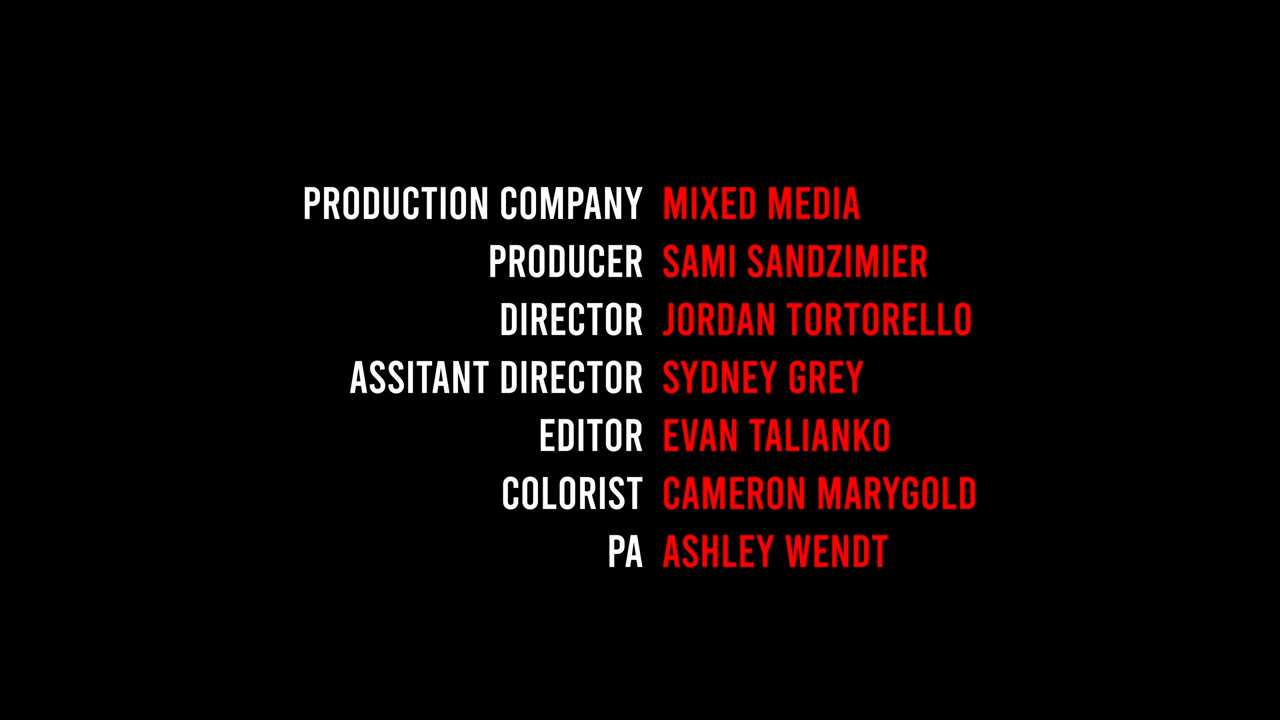 PRODUCTION COMPANY MIXED MEDIA
PRODUCER SAMI SANDZIMIER
DIRECTOR JORDAN TORTORELLO
ASSITANT DIRECTOR SYDNEY GREY
EDITOR EVAN TALIANKO
COLORIST CAMERON MARYGOLD
PA ASHLEY WENDT